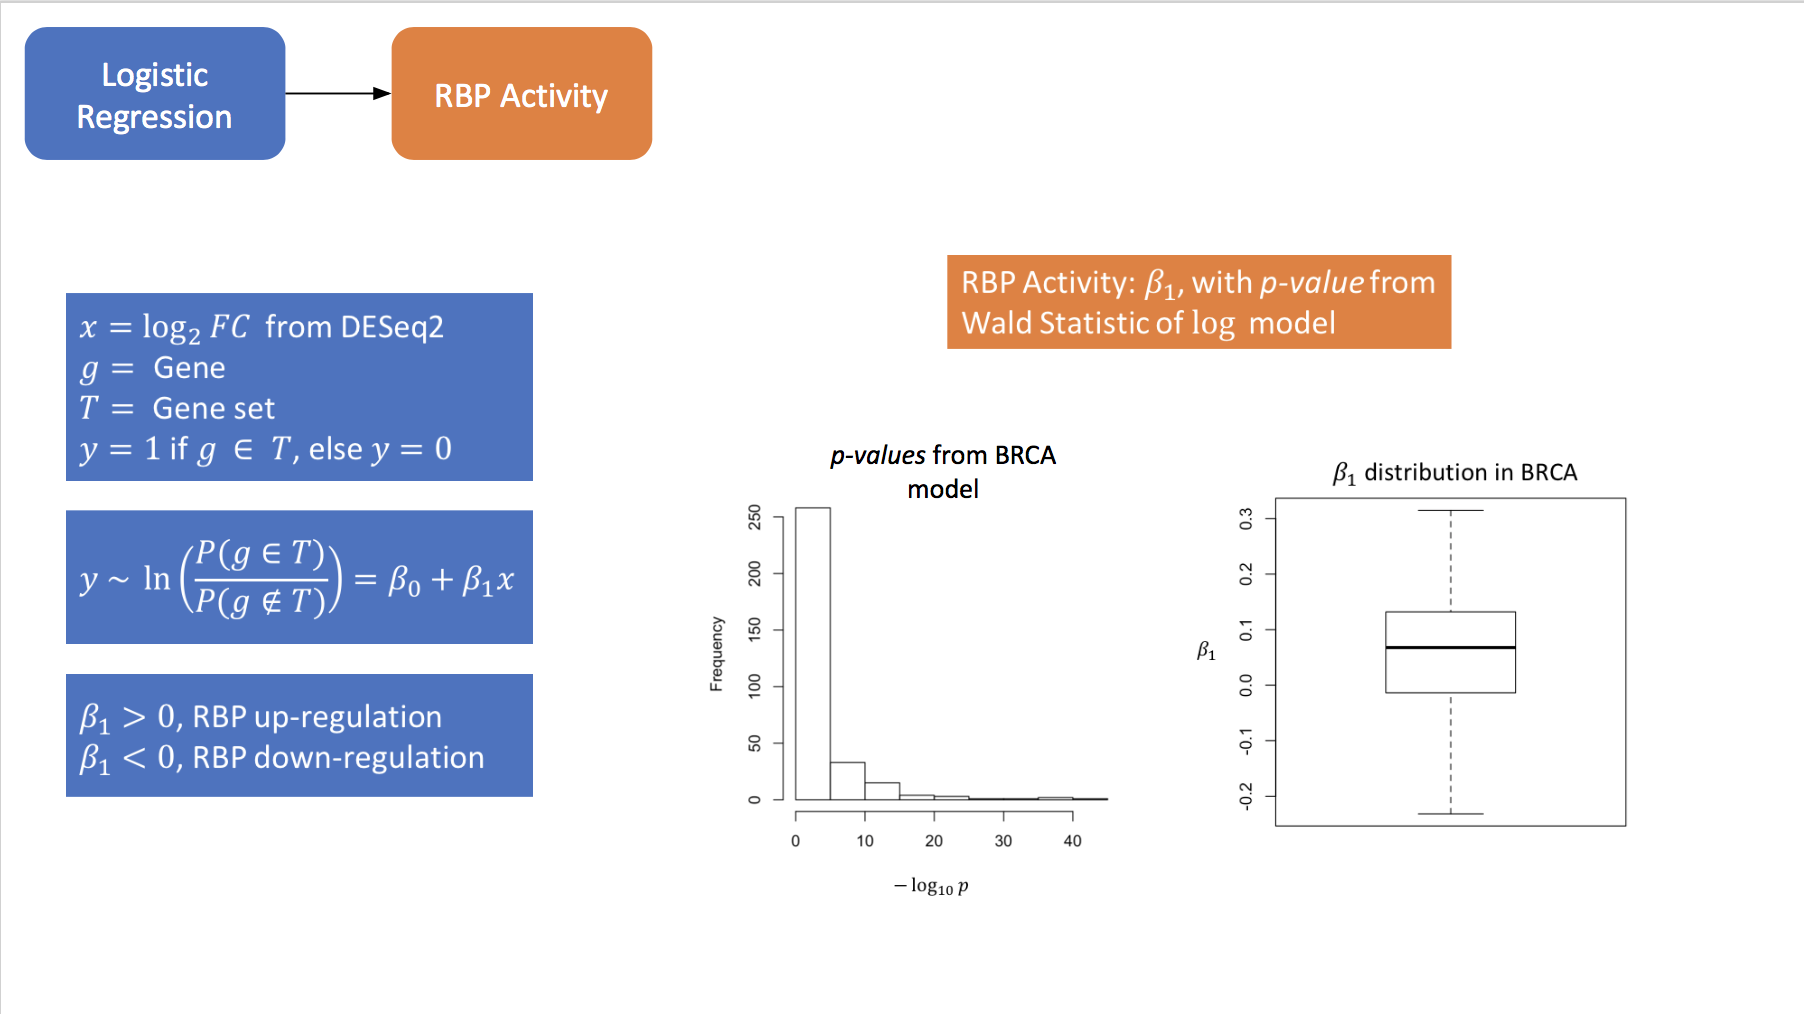 Logistic
Regression
RBP Activity
x = log₂ FC from DESeq2
g = Gene
T = Gene set
y = 1 if g ∈ T, else y = 0
y ~ ln (P(g ∈ T) / P(g ∉ T)) = β₀ + β₁x
β₁ > 0, RBP up-regulation
β₁ < 0, RBP down-regulation
RBP Activity: β₁, with p-value from
Wald Statistic of log model
p-values from BRCA
model
Frequency
250
200
150
100
50
0
0 10 20 30 40
− log₁₀ p
β₁ distribution in BRCA
β₁
0.3
0.2
0.1
0.0
-0.1
-0.2